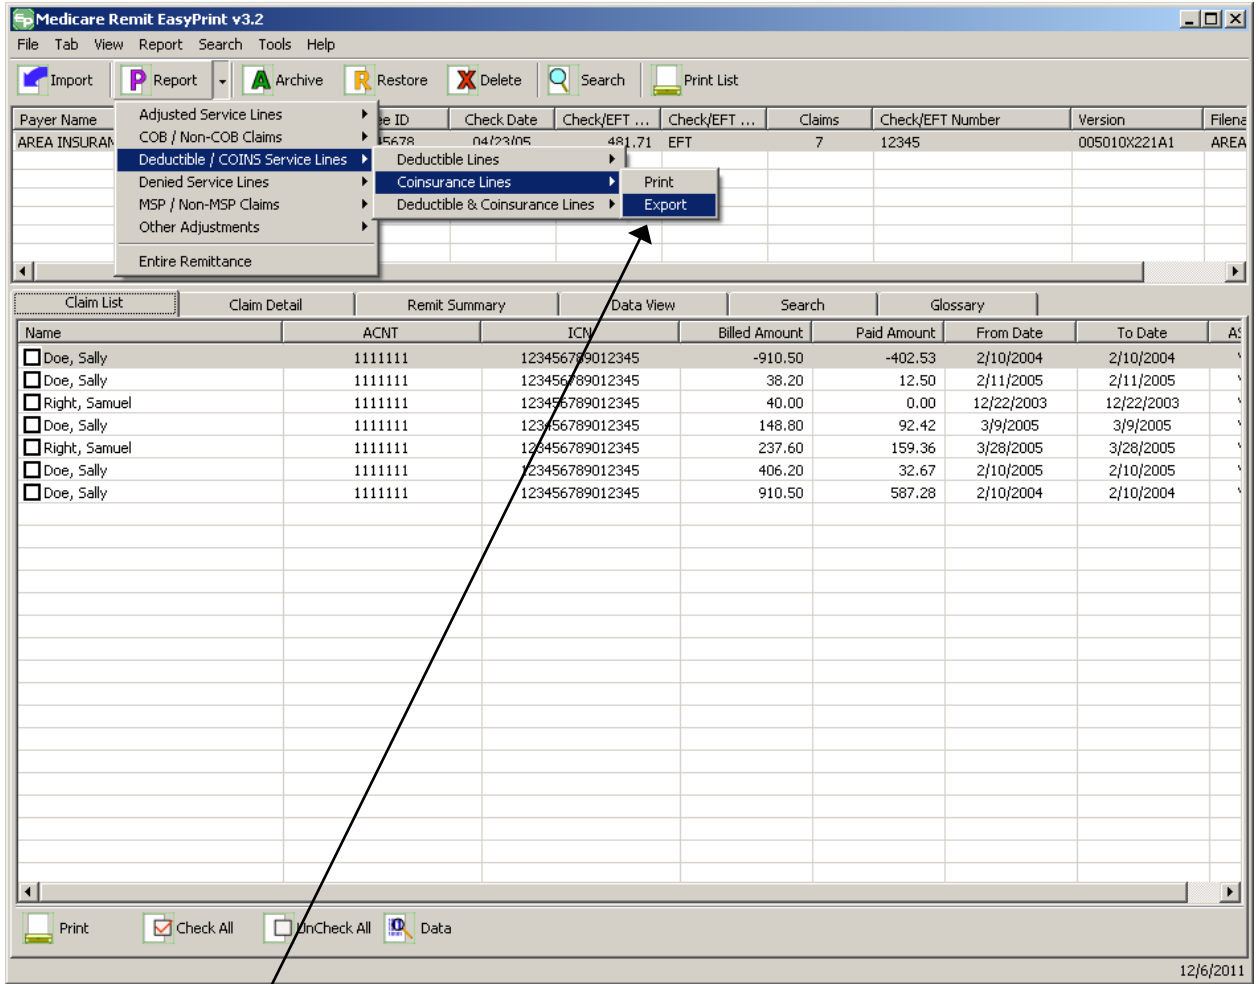 Medicare Remit EasyPrint v3.2
File Tab View Report Search Tools Help
Import Report Archive Restore Delete Search Print List
Payer Name ee ID Check Date Check/EFT ... Check/EFT ... Claims Check/EFT Number Version Filena
AREA INSURAN 45678 04/23/05 481.71 EFT 7 12345 005010X221A1 AREA
Adjusted Service Lines
COB / Non-COB Claims
Deductible / COINS Service Lines
Denied Service Lines
MSP / Non-MSP Claims
Other Adjustments
Entire Remittance
Deductible Lines
Coinsurance Lines
Deductible & Coinsurance Lines
Print
Export
Claim List Claim Detail Remit Summary Data View Search Glossary
Name ACNT ICN Billed Amount Paid Amount From Date To Date AS
Doe, Sally 1111111 123456789012345 -910.50 -402.53 2/10/2004 2/10/2004
Doe, Sally 1111111 123456789012345 38.20 12.50 2/11/2005 2/11/2005
Right, Samuel 1111111 123456789012345 40.00 0.00 12/22/2003 12/22/2003
Doe, Sally 1111111 123456789012345 148.80 92.42 3/9/2005 3/9/2005
Right, Samuel 1111111 123456789012345 237.60 159.36 3/28/2005 3/28/2005
Doe, Sally 1111111 123456789012345 406.20 32.67 2/10/2005 2/10/2005
Doe, Sally 1111111 123456789012345 910.50 587.28 2/10/2004 2/10/2004
Print Check All UnCheck All Data
12/6/2011